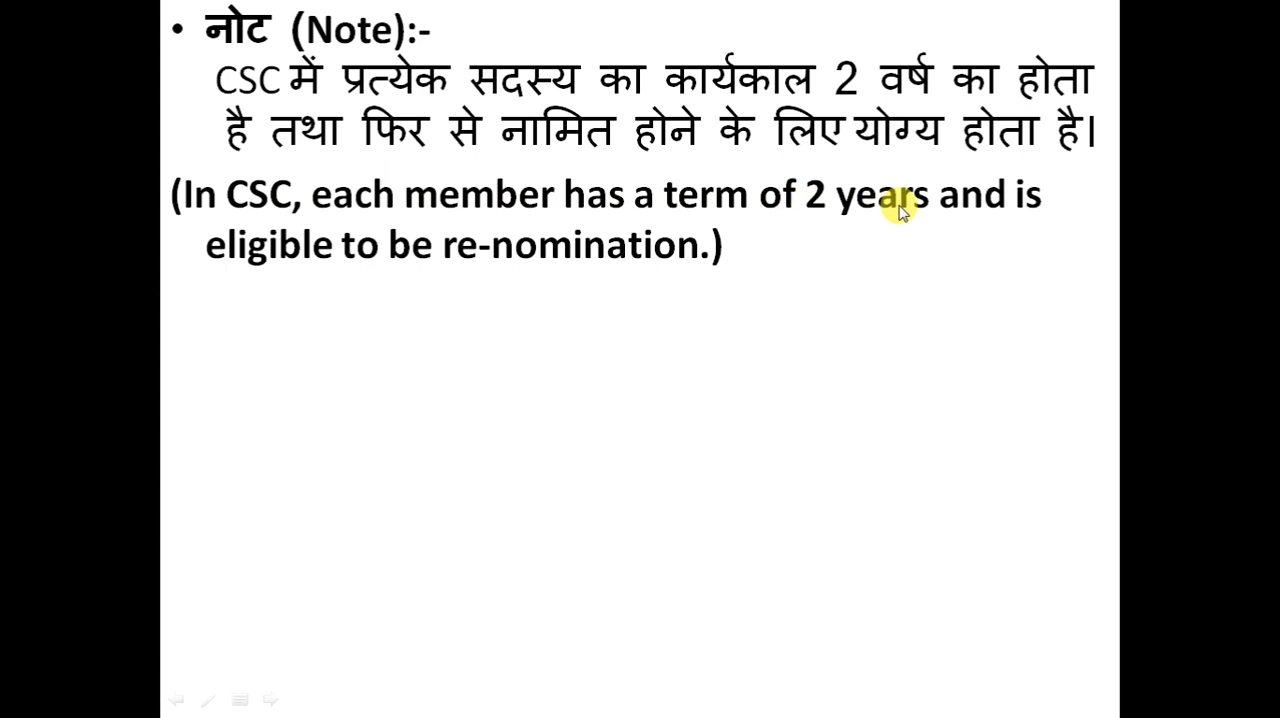 • नोट (Note):-
CSC में प्रत्येक सदस्य का कार्यकाल 2 वर्ष का होता
है तथा फिर से नामित होने के लिए योग्य होता है।
(In CSC, each member has a term of 2 years and is
eligible to be re-nomination.)